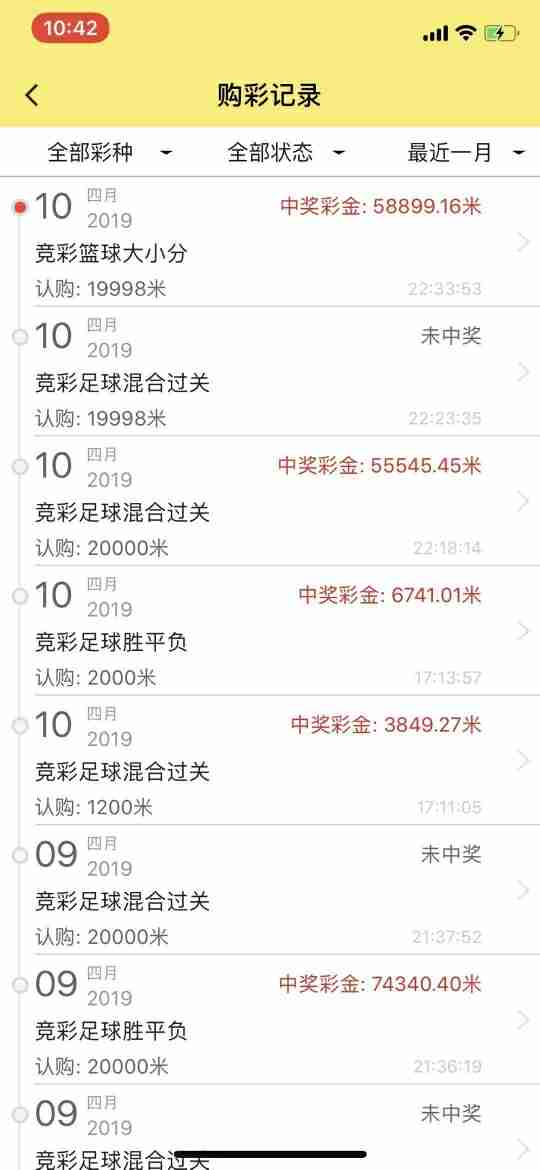 10:42
购彩记录
全部彩种 全部状态 最近一月
10 四月 2019 中奖彩金: 58899.16米
竞彩篮球大小分
认购: 19998米 22:33:53
10 四月 2019 未中奖
竞彩足球混合过关
认购: 19998米 22:23:35
10 四月 2019 中奖彩金: 55545.45米
竞彩足球混合过关
认购: 20000米 22:18:14
10 四月 2019 中奖彩金: 6741.01米
竞彩足球胜平负
认购: 2000米 17:13:57
10 四月 2019 中奖彩金: 3849.27米
竞彩足球混合过关
认购: 1200米 17:11:05
09 四月 2019 未中奖
竞彩足球混合过关
认购: 20000米 21:37:52
09 四月 2019 中奖彩金: 74340.40米
竞彩足球胜平负
认购: 20000米 21:36:19
09 四月 2019 未中奖
竞彩足球混合过关